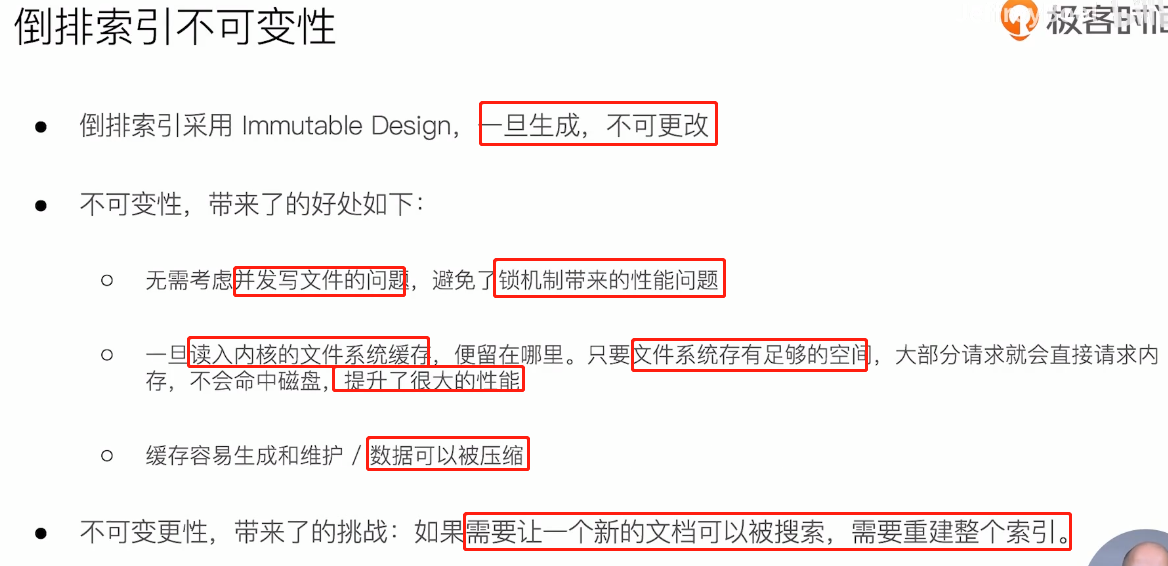 倒排索引不可变性
极客时间
● 倒排索引采用 Immutable Design，一旦生成，不可更改
● 不可变性，带来了的好处如下：
○ 无需考虑并发写文件的问题，避免了锁机制带来的性能问题
○ 一旦读入内核的文件系统缓存，便留在哪里。只要文件系统存有足够的空间，大部分请求就会直接请求内
存，不会命中磁盘，提升了很大的性能
○ 缓存容易生成和维护 / 数据可以被压缩
● 不可变更性，带来了的挑战：如果需要让一个新的文档可以被搜索，需要重建整个索引。